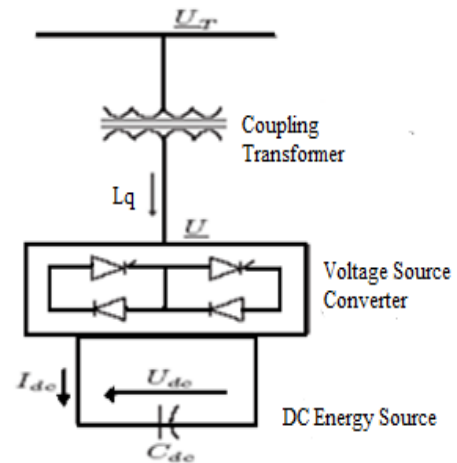 U_T
Coupling
Transformer
Lq
U
Voltage Source
Converter
I_dc
U_dc
DC Energy Source
C_dc